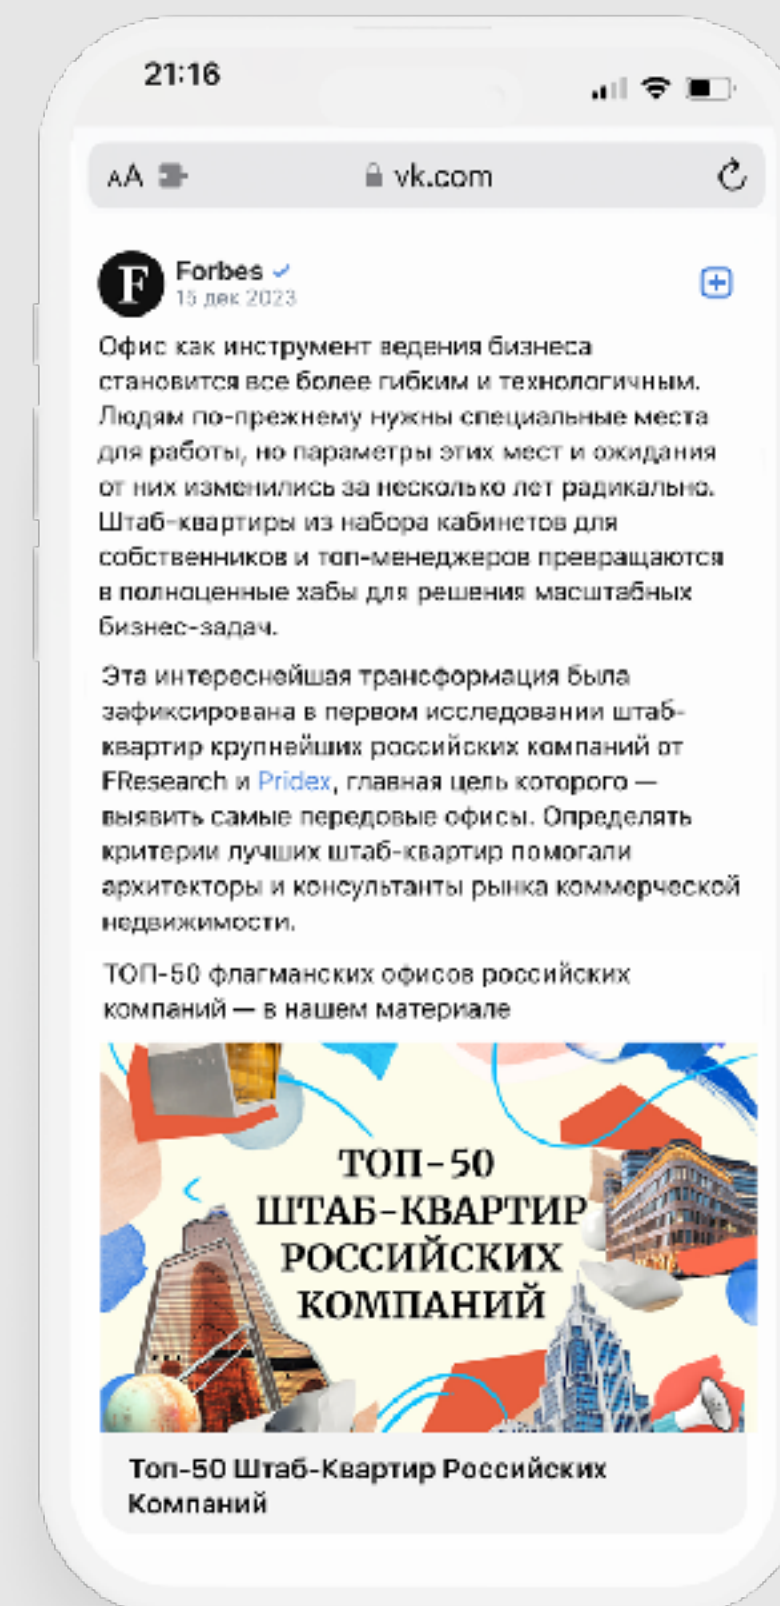 21:16
AA vk.com
Forbes
15 дек 2023
Офис как инструмент ведения бизнеса
становится все более гибким и технологичным.
Людям по-прежнему нужны специальные места
для работы, но параметры этих мест и ожидания
от них изменились за несколько лет радикально.
Штаб-квартиры из набора кабинетов для
собственников и топ-менеджеров превращаются
в полноценные хабы для решения масштабных
бизнес-задач.
Эта интереснейшая трансформация была
зафиксирована в первом исследовании штаб-
квартир крупнейших российских компаний от
FResearch и Pridex, главная цель которого —
выявить самые передовые офисы. Определять
критерии лучших штаб-квартир помогали
архитекторы и консультанты рынка коммерческой
недвижимости.
ТОП-50 флагманских офисов российских
компаний — в нашем материале
ТОП-50
ШТАБ-КВАРТИР
РОССИЙСКИХ
КОМПАНИЙ
Топ-50 Штаб-Квартир Российских
Компаний